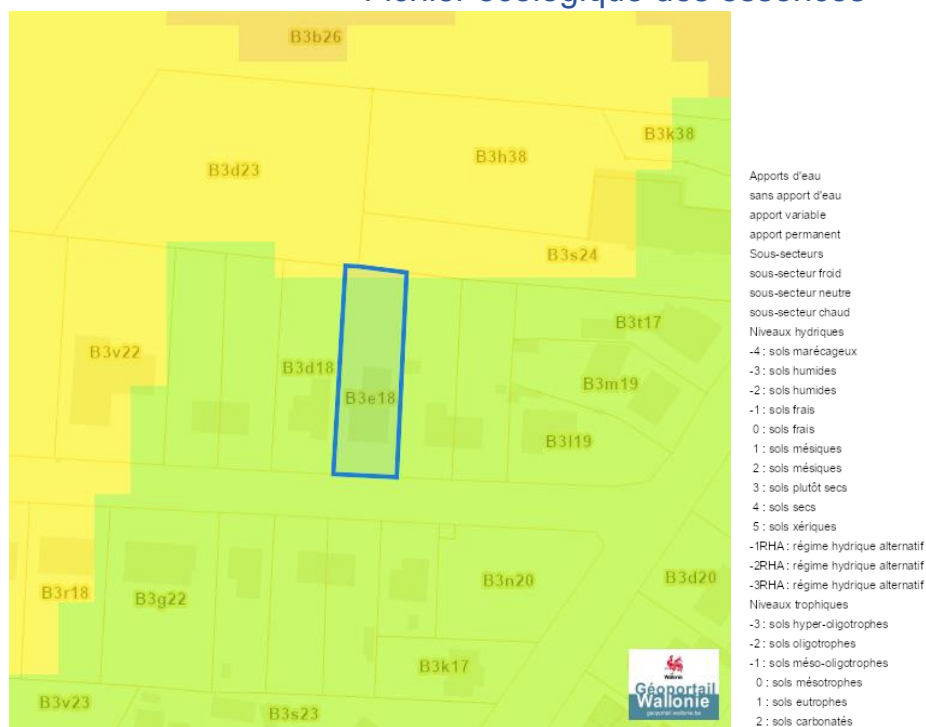 Fichier écologique des essences
B3b26
B3k38
B3h38
B3d23
B3s24
B3t17
B3v22
B3d18
B3m19
B3e18
B3l19
B3n20
B3d20
B3r18
B3g22
B3k17
B3v23
B3s23
Wallonie
Géoportail
Wallonie
geoportail.wallonie.be
Apports d'eau
sans apport d'eau
apport variable
apport permanent
Sous-secteurs
sous-secteur froid
sous-secteur neutre
sous-secteur chaud
Niveaux hydriques
-4 : sols marécageux
-3 : sols humides
-2 : sols humides
-1 : sols frais
0 : sols frais
1 : sols mésiques
2 : sols mésiques
3 : sols plutôt secs
4 : sols secs
5 : sols xériques
-1RHA : régime hydrique alternatif
-2RHA : régime hydrique alternatif
-3RHA : régime hydrique alternatif
Niveaux trophiques
-3 : sols hyper-oligotrophes
-2 : sols oligotrophes
-1 : sols méso-oligotrophes
0 : sols mésotrophes
1 : sols eutrophes
2 : sols carbonatés